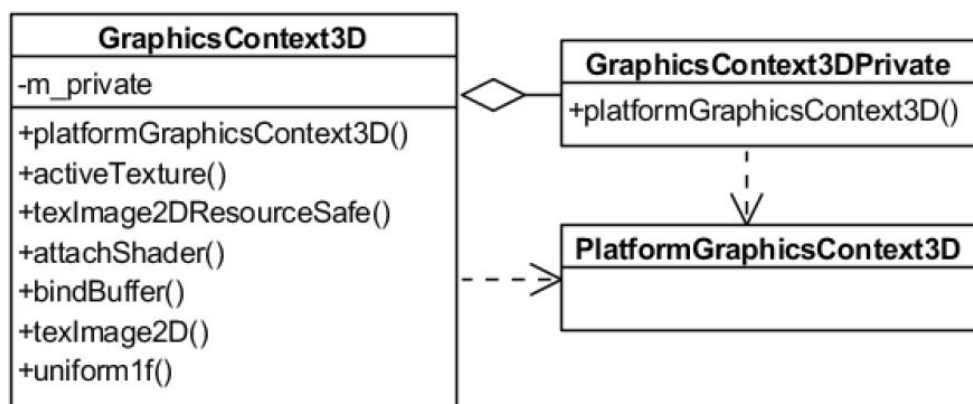 GraphicsContext3D
-m_private
+platformGraphicsContext3D()
+activeTexture()
+texImage2DResourceSafe()
+attachShader()
+bindBuffer()
+texImage2D()
+uniform1f()
GraphicsContext3DPrivate
+platformGraphicsContext3D()
PlatformGraphicsContext3D